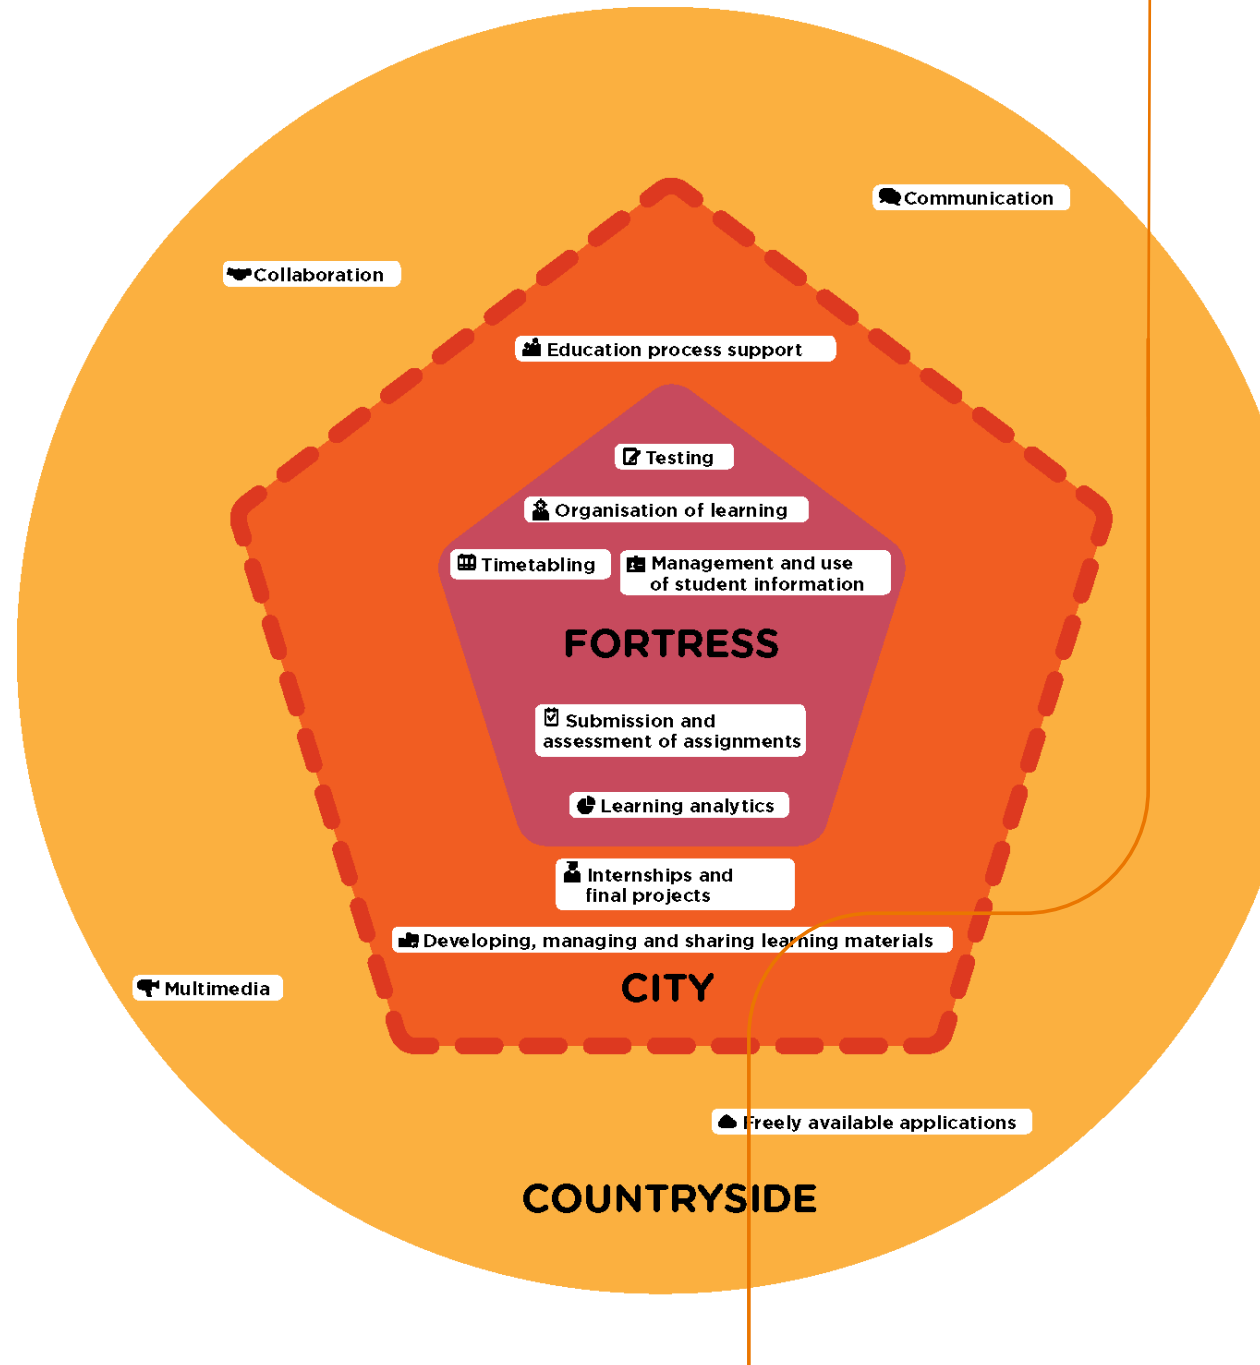 Communication
Collaboration
Education process support
Testing
Organisation of learning
Timetabling
Management and use
of student information
FORTRESS
Submission and
assessment of assignments
Learning analytics
Internships and
final projects
Developing, managing and sharing learning materials
CITY
Multimedia
Freely available applications
COUNTRYSIDE